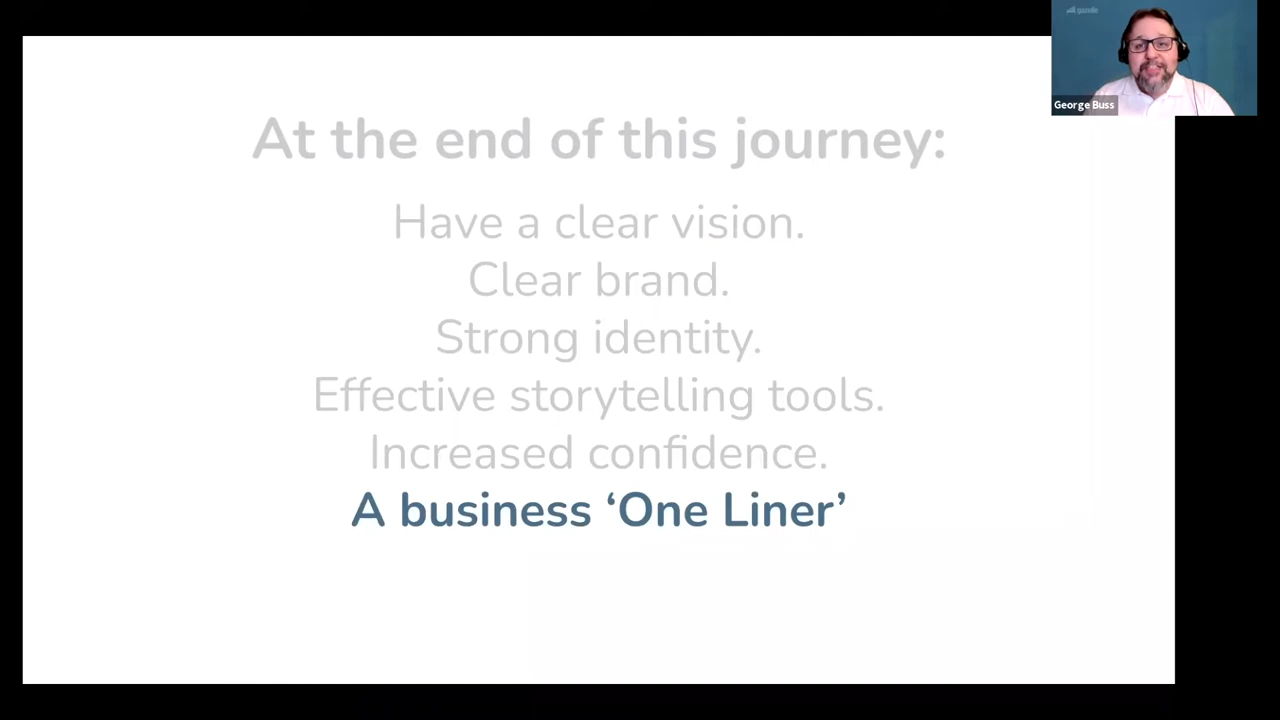 gazelle
George Buss
At the end of this journey:
Have a clear vision.
Clear brand.
Strong identity.
Effective storytelling tools.
Increased confidence.
A business ‘One Liner’